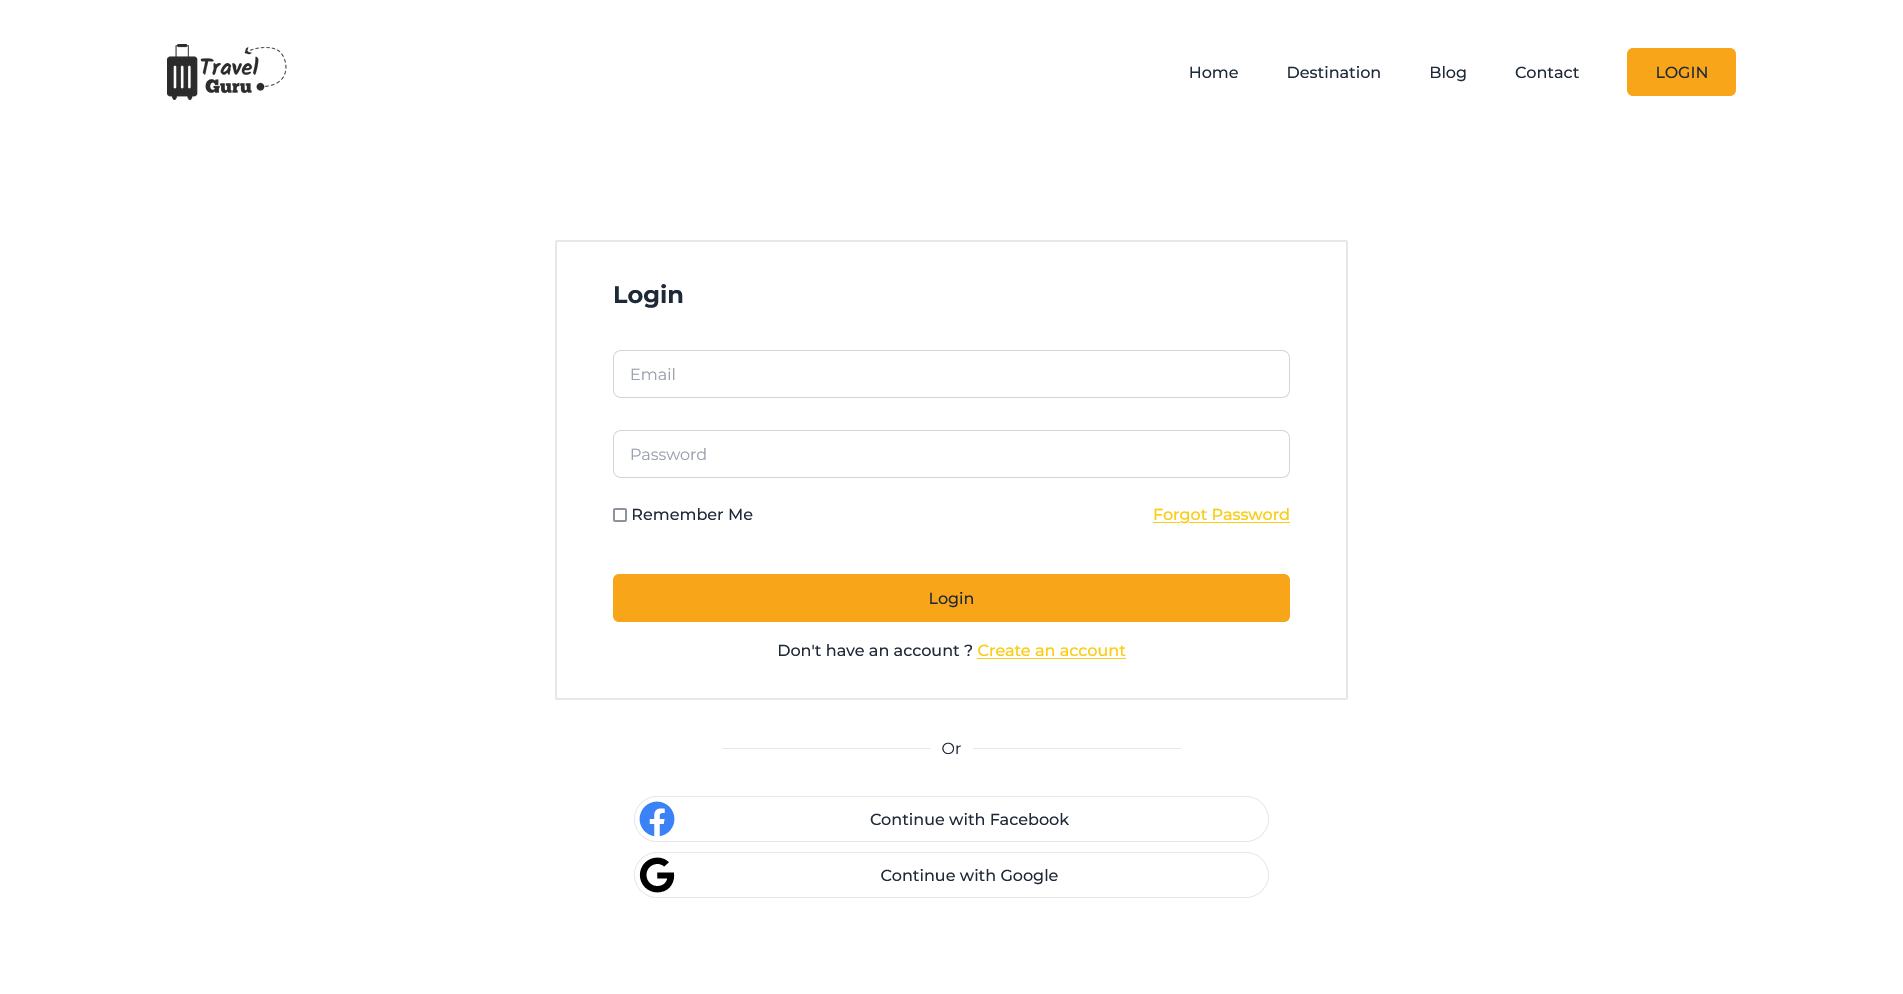 Travel
Guru
Home Destination Blog Contact LOGIN
Login
Email
Password
Remember Me Forgot Password
Login
Don't have an account ? Create an account
Or
Continue with Facebook
Continue with Google